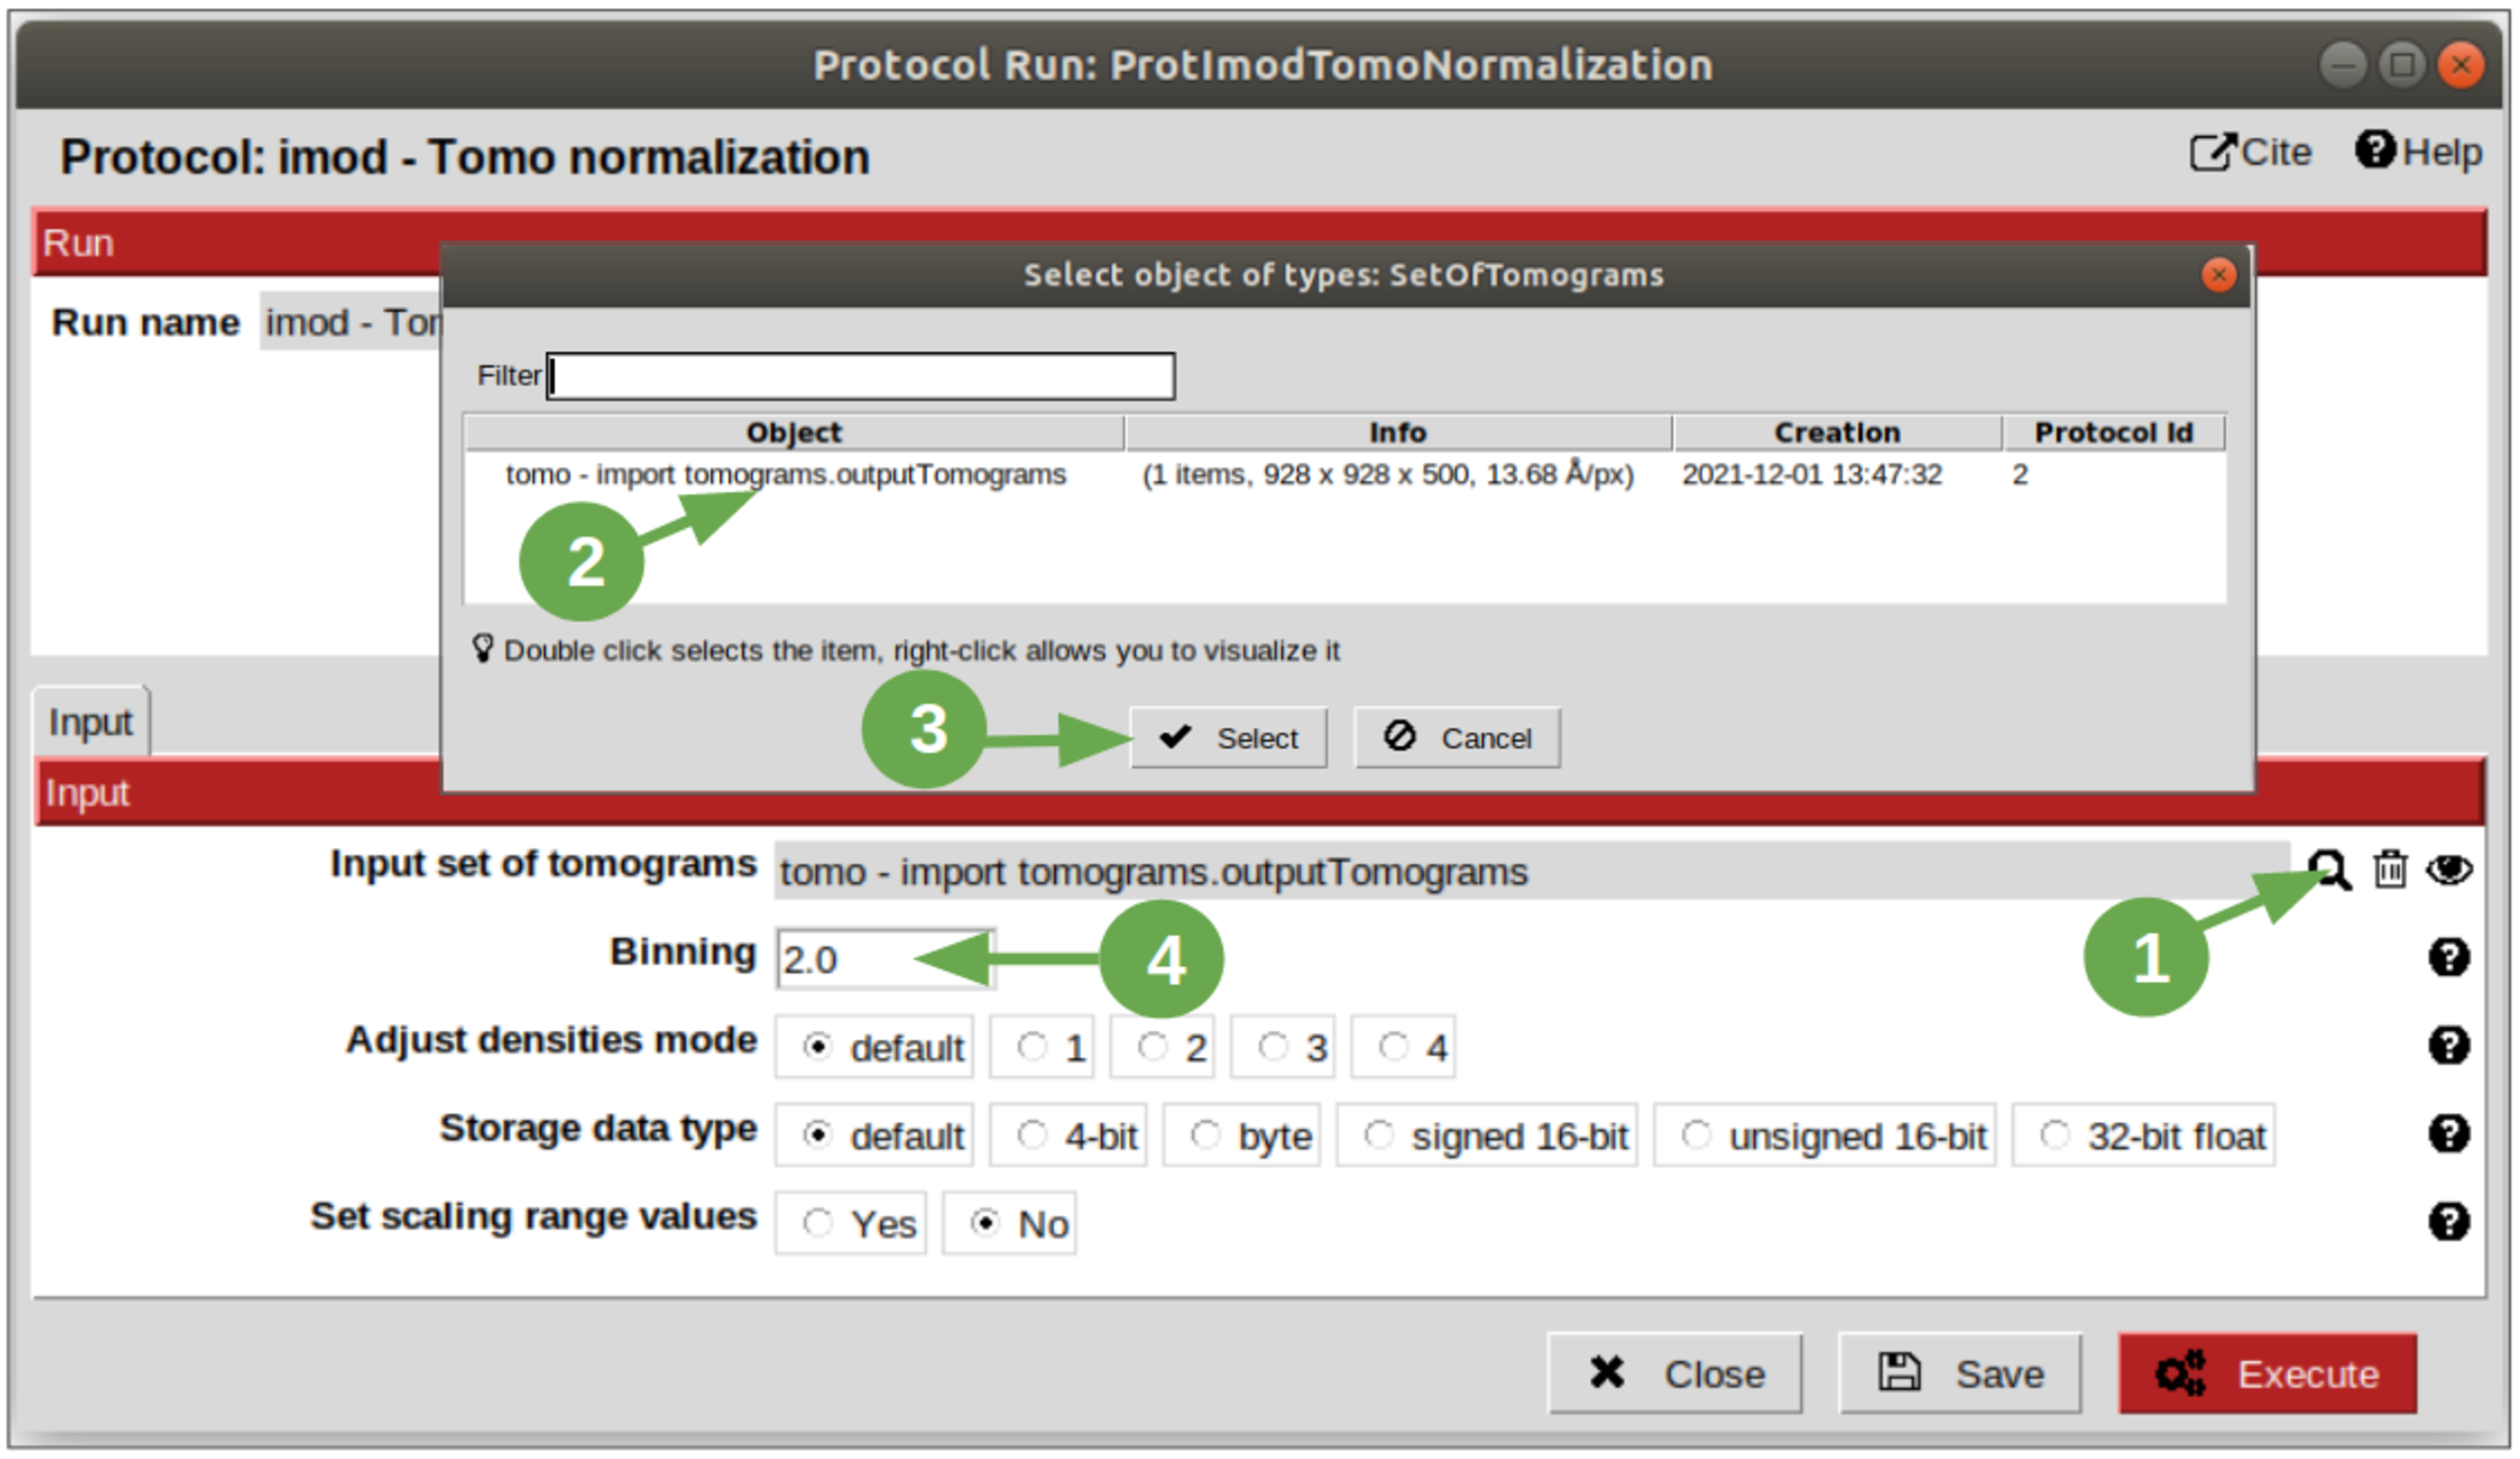 Protocol Run: ProtImodTomoNormalization
Protocol: imod - Tomo normalization
Cite Help
Run
Select object of types: SetOfTomograms
Run name imod - Tor
Filter
Object Info Creation Protocol Id
tomo - import tomograms.outputTomograms (1 items, 928 x 928 x 500, 13.68 Å/px) 2021-12-01 13:47:32 2
2
Double click selects the item, right-click allows you to visualize it
3 Select Cancel
Input
Input
Input set of tomograms tomo - import tomograms.outputTomograms
Binning 2.0 4 1
Adjust densities mode default 1 2 3 4
Storage data type default 4-bit byte signed 16-bit unsigned 16-bit 32-bit float
Set scaling range values Yes No
Close Save Execute